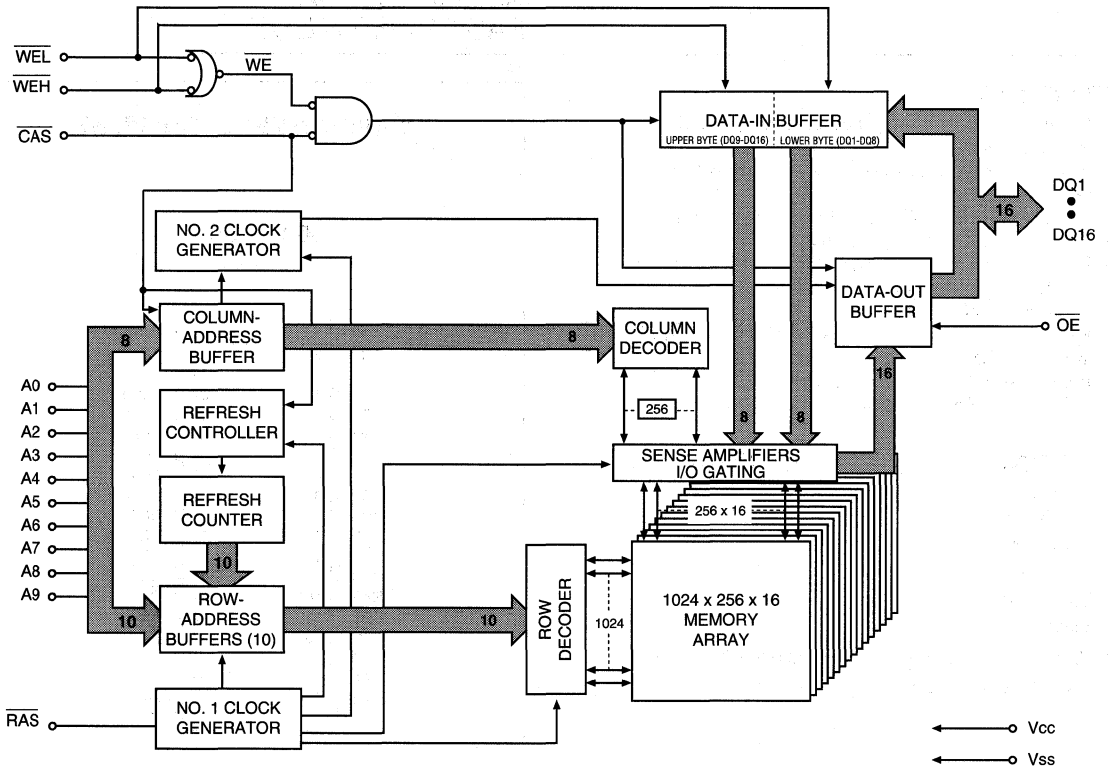 WEL
WEH
WE
CAS
DATA-IN BUFFER
UPPER BYTE (DQ9-DQ16)
LOWER BYTE (DQ1-DQ8)
16
DQ1
DQ16
NO. 2 CLOCK
GENERATOR
DATA-OUT
BUFFER
OE
COLUMN-
ADDRESS
BUFFER
8
8
COLUMN
DECODER
16
A0
A1
A2
A3
A4
A5
A6
A7
A8
A9
REFRESH
CONTROLLER
256
8
8
SENSE AMPLIFIERS
I/O GATING
REFRESH
COUNTER
256 x 16
10
ROW-
ADDRESS
BUFFERS (10)
10
10
ROW
DECODER
1024
1024 x 256 x 16
MEMORY
ARRAY
RAS
NO. 1 CLOCK
GENERATOR
Vcc
Vss